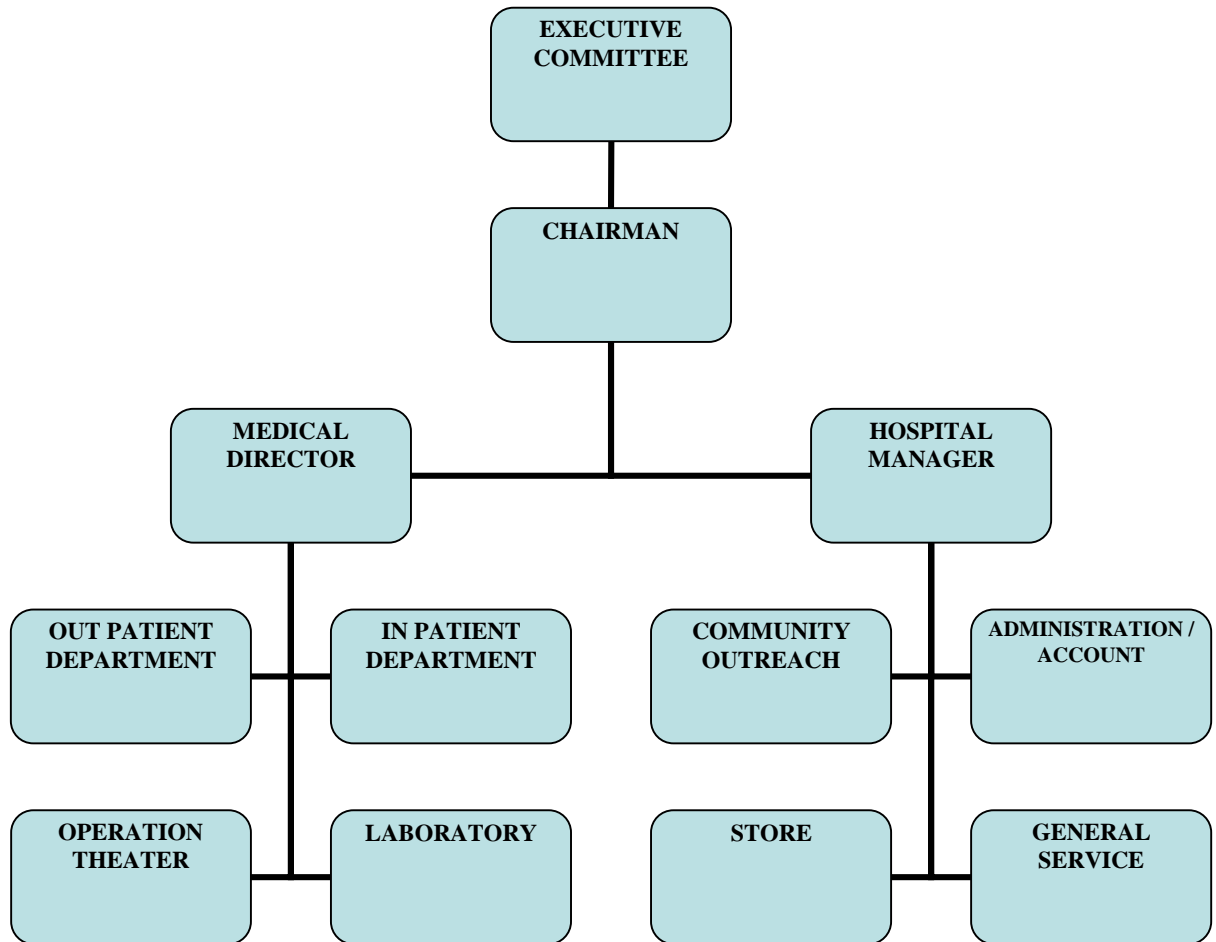 EXECUTIVE
COMMITTEE
CHAIRMAN
MEDICAL
DIRECTOR
HOSPITAL
MANAGER
OUT PATIENT
DEPARTMENT
IN PATIENT
DEPARTMENT
COMMUNITY
OUTREACH
ADMINISTRATION /
ACCOUNT
OPERATION
THEATER
LABORATORY
STORE
GENERAL
SERVICE